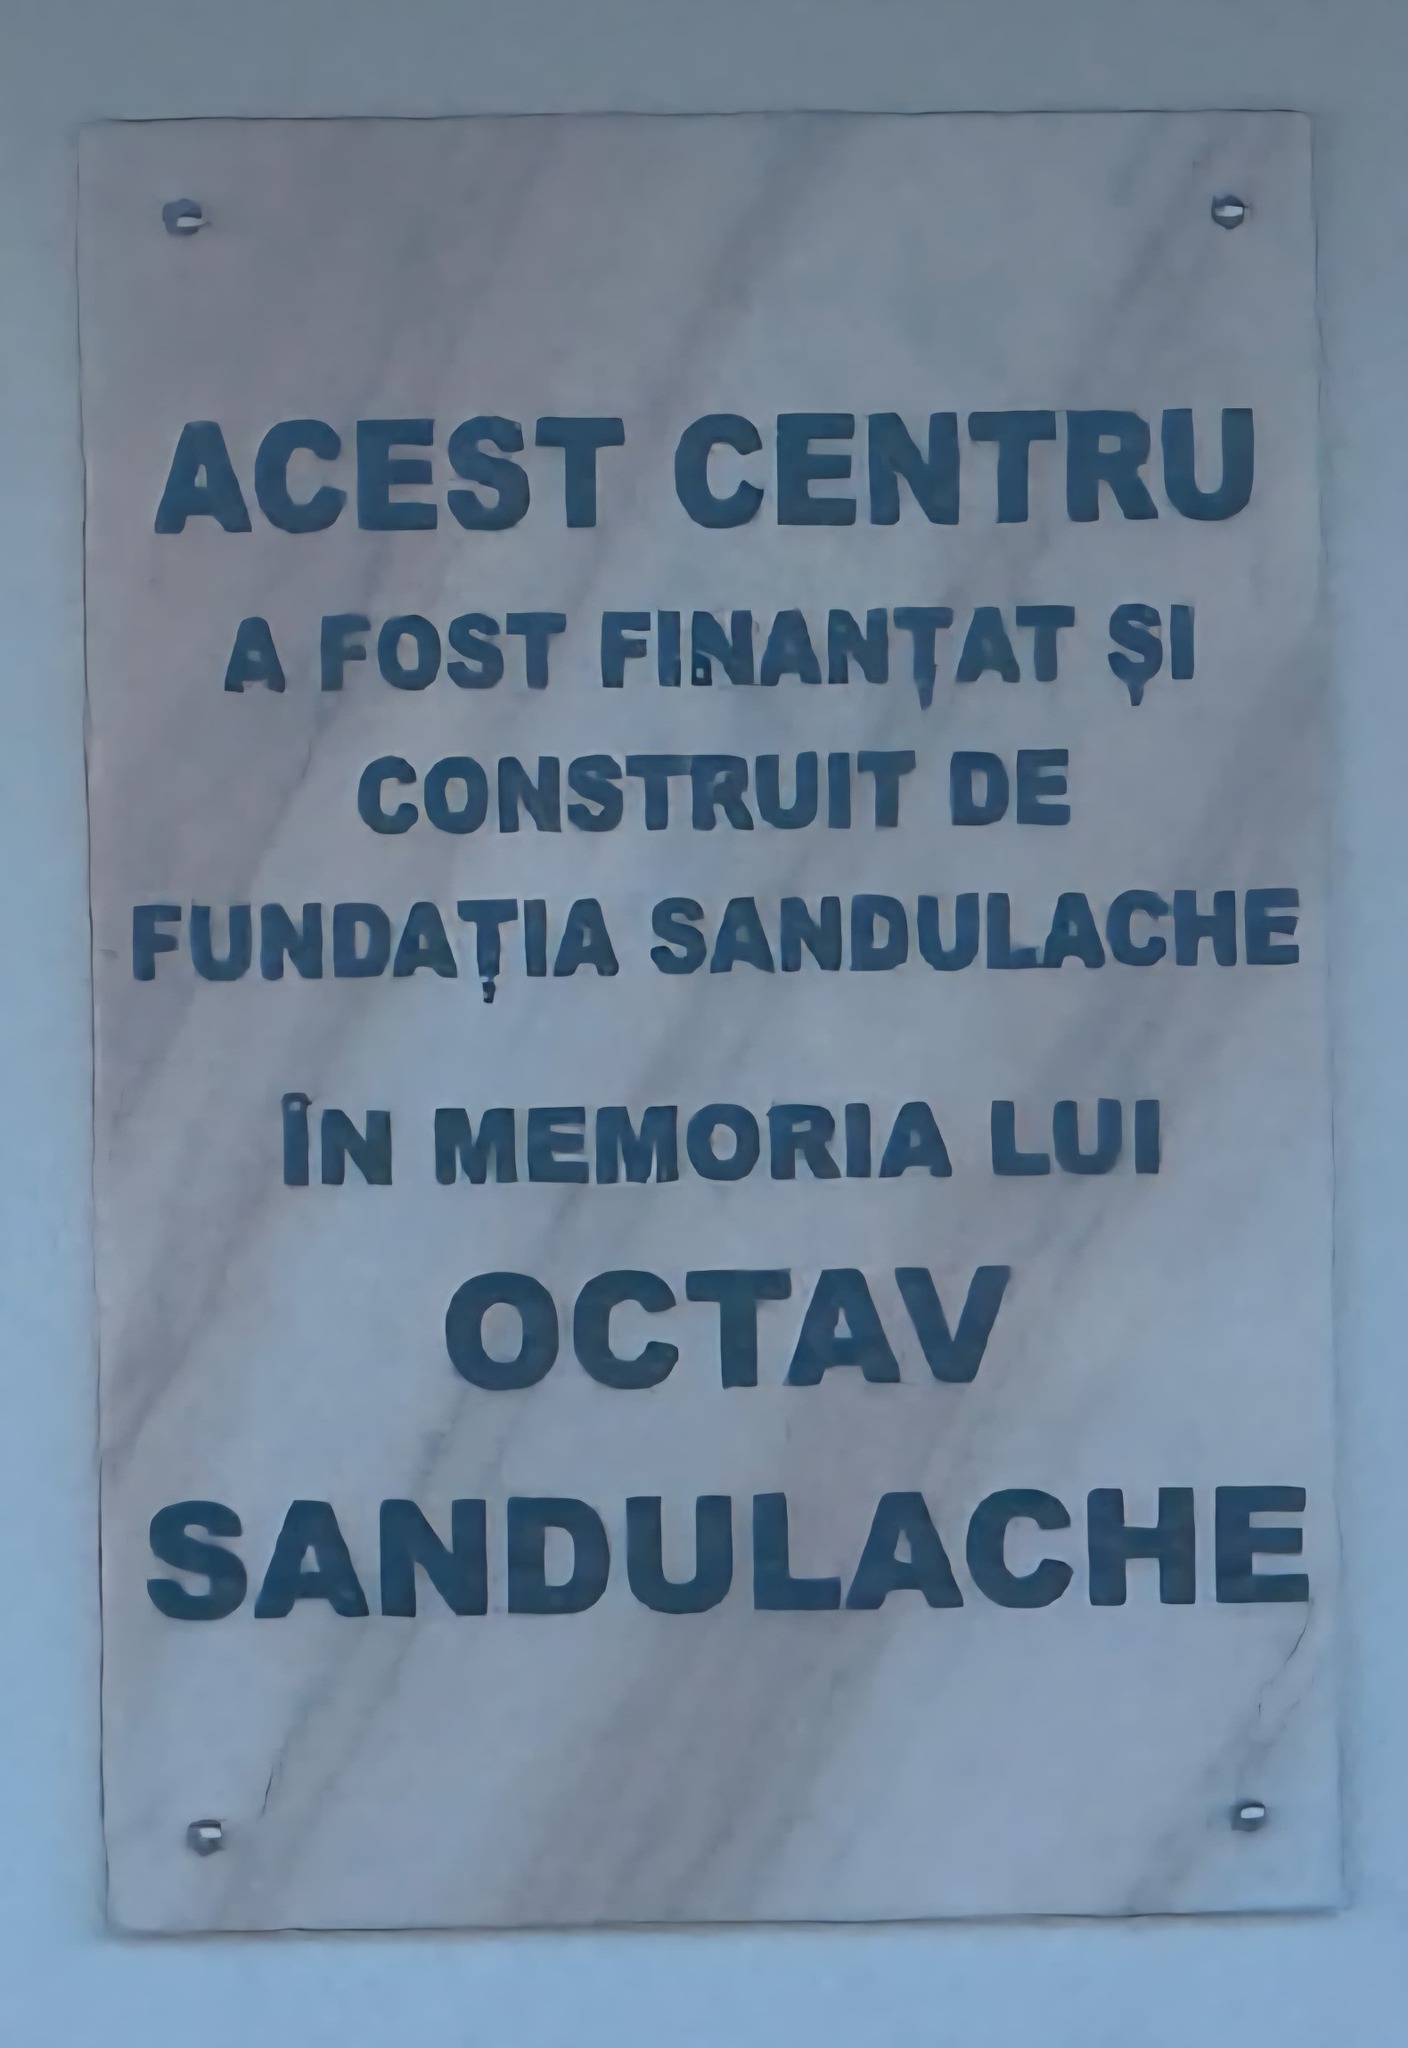 ACEST CENTRU
A FOST FINANȚAT ȘI
CONSTRUIT DE
FUNDAȚIA SANDULACHE
ÎN MEMORIA LUI
OCTAV
SANDULACHE